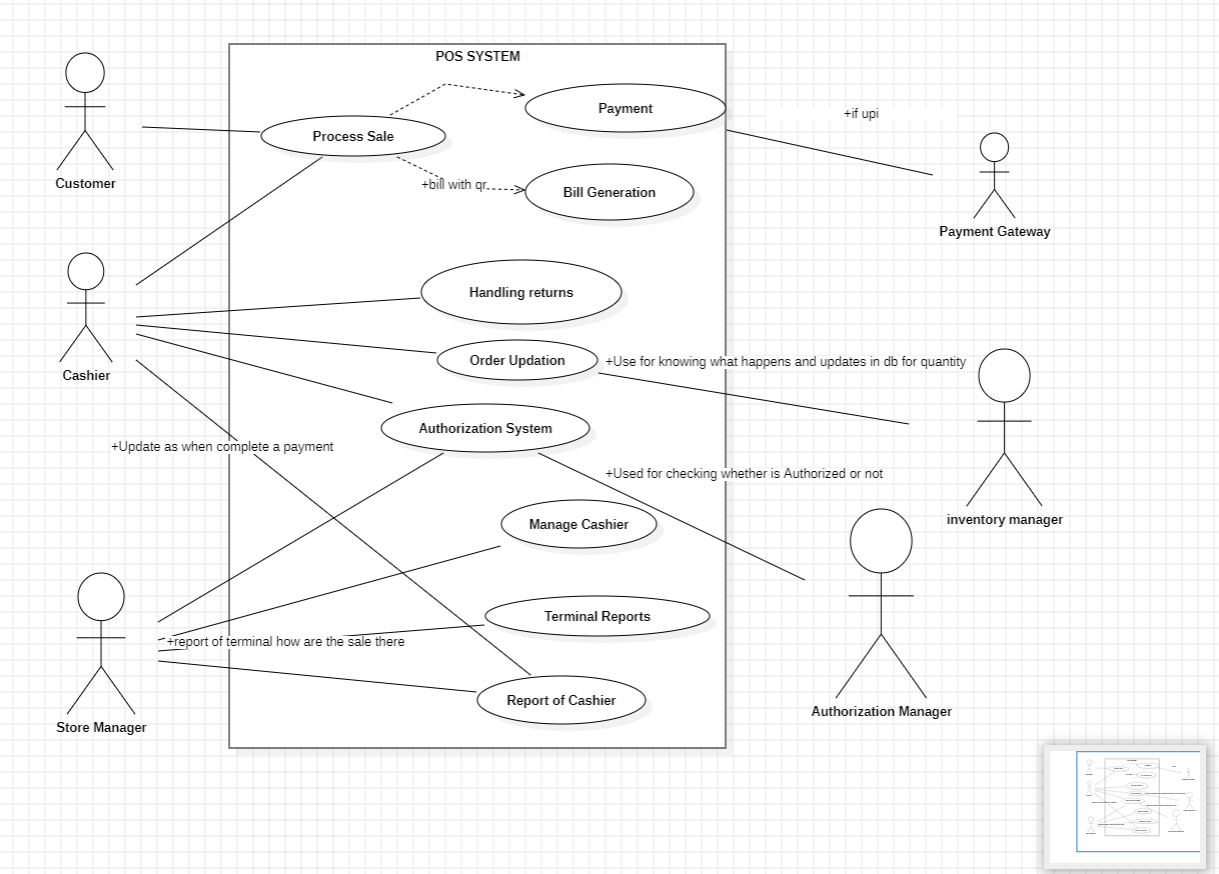 POS SYSTEM
Payment
+if upi
Process Sale
Customer
+bill with qr
Bill Generation
Payment Gateway
Handling returns
Order Updation
+Use for knowing what happens and updates in db for quantity
Cashier
Authorization System
+Update as when complete a payment
+Used for checking whether is Authorized or not
Manage Cashier
inventory manager
Terminal Reports
+report of terminal how are the sale there
Report of Cashier
Authorization Manager
Store Manager